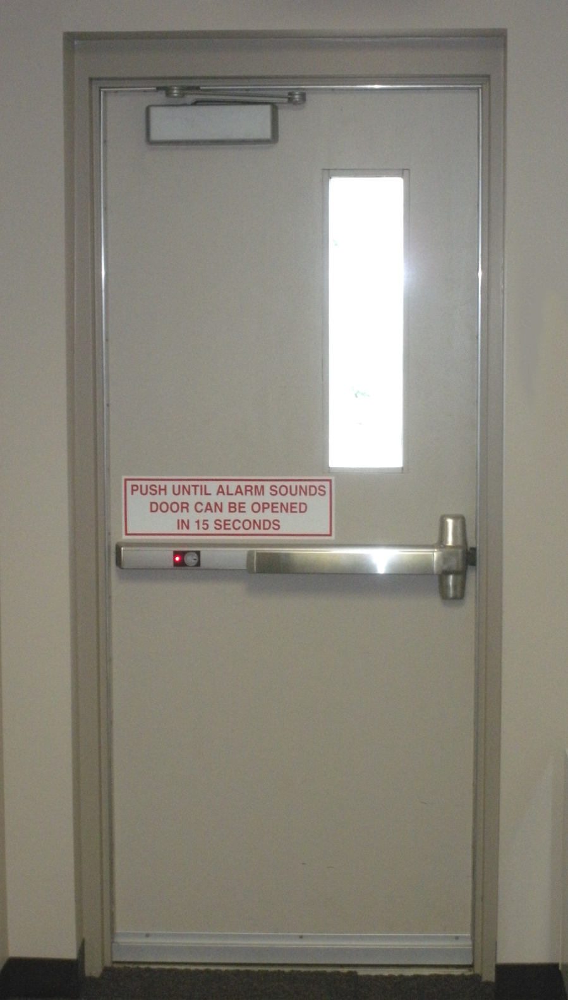 PUSH UNTIL ALARM SOUNDS
DOOR CAN BE OPENED
IN 15 SECONDS